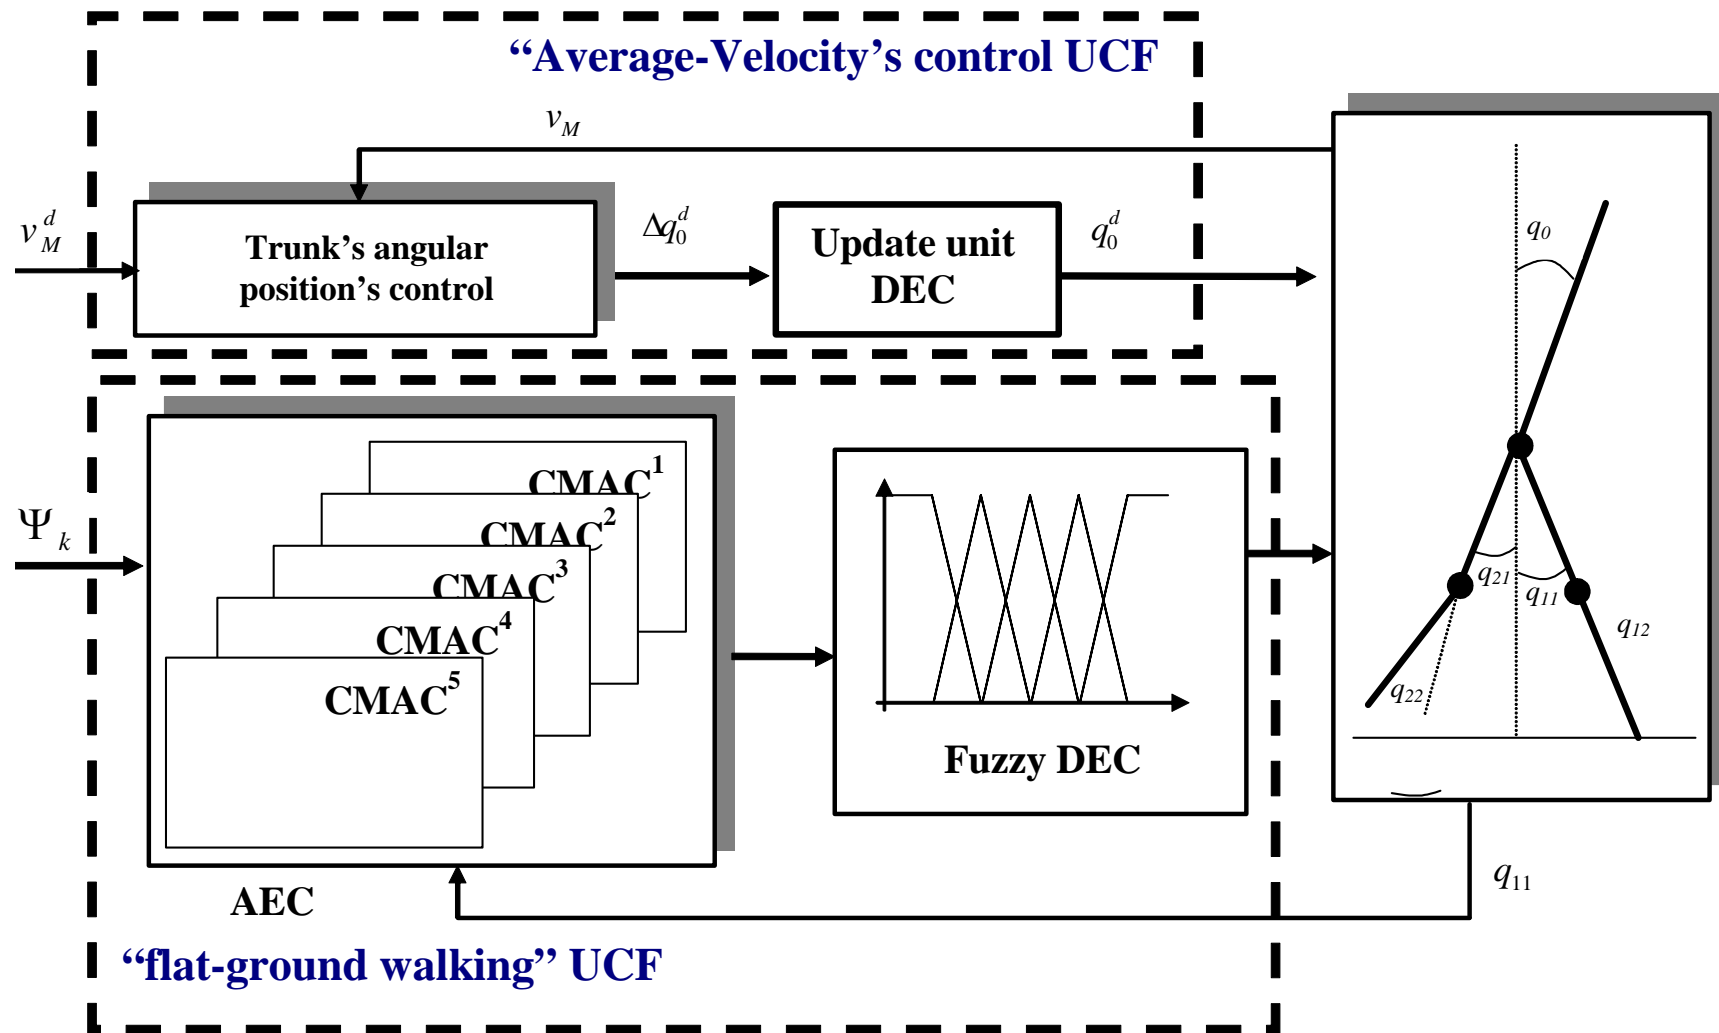 “Average-Velocity’s control UCF
v_M
v_M^d
Trunk’s angular
position’s control
Δq_0^d
Update unit
DEC
q_0^d
q_0
CMAC^1
CMAC^2
CMAC^3
CMAC^4
CMAC^5
Ψ_k
Fuzzy DEC
q_21
q_11
q_12
q_22
AEC
q_11
“flat-ground walking” UCF